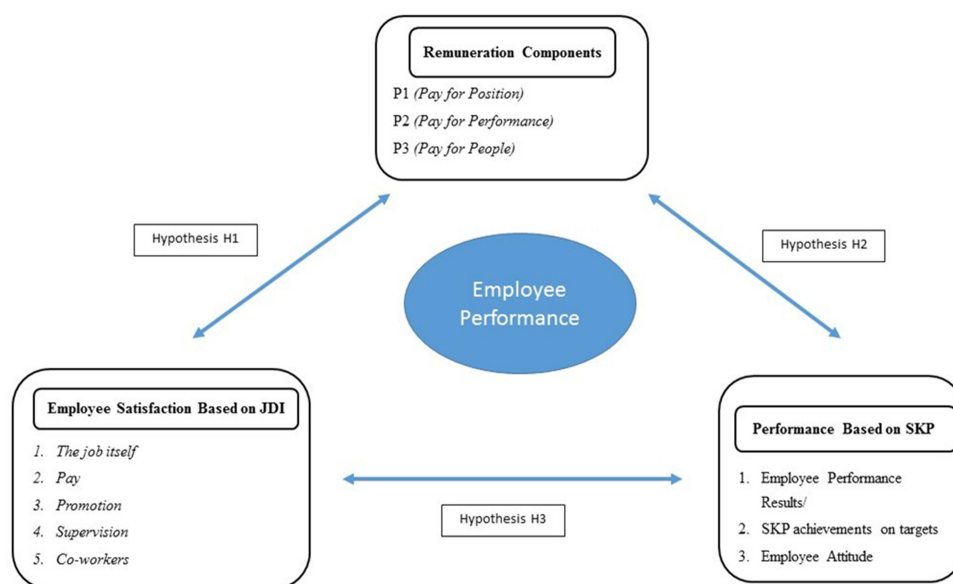 Remuneration Components
P1 (Pay for Position)
P2 (Pay for Performance)
P3 (Pay for People)
Hypothesis H1
Hypothesis H2
Employee
Performance
Employee Satisfaction Based on JDI
1. The job itself
2. Pay
3. Promotion
4. Supervision
5. Co-workers
Performance Based on SKP
1. Employee Performance
Results/
2. SKP achievements on targets
3. Employee Attitude
Hypothesis H3